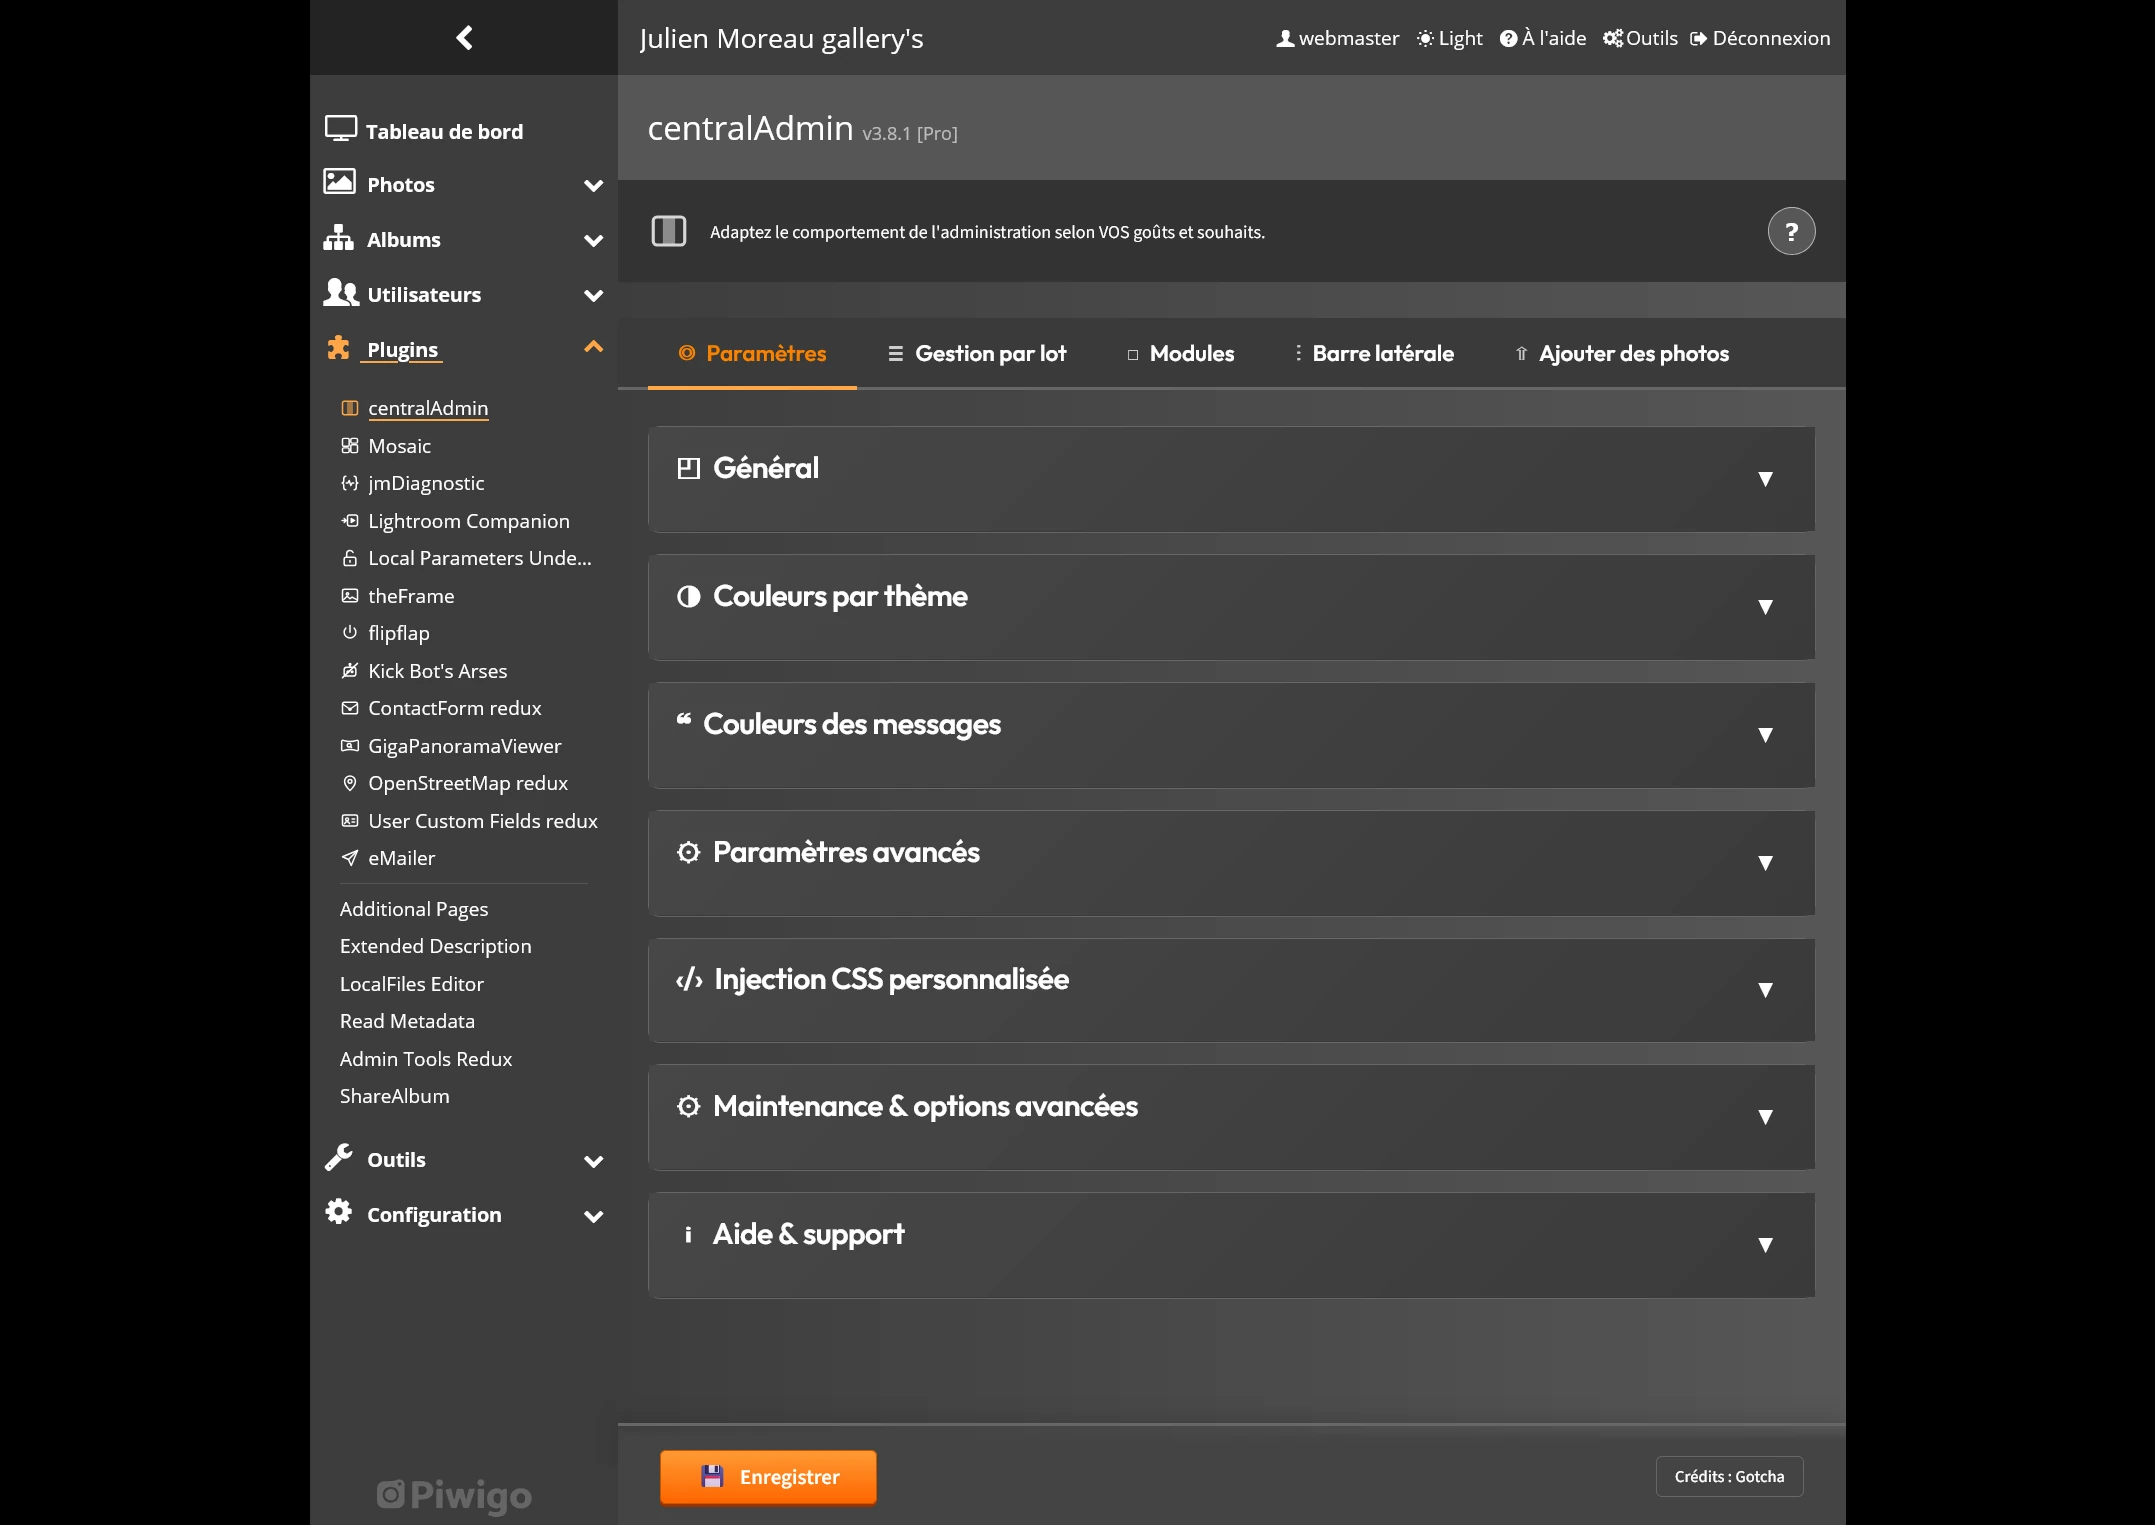 Julien Moreau gallery's
webmaster Light À l'aide Outils Déconnexion
Tableau de bord
Photos
Albums
Utilisateurs
Plugins
centralAdmin
Mosaic
jmDiagnostic
Lightroom Companion
Local Parameters Unde...
theFrame
flipflap
Kick Bot's Arses
ContactForm redux
GigaPanoramaViewer
OpenStreetMap redux
User Custom Fields redux
eMailer
Additional Pages
Extended Description
LocalFiles Editor
Read Metadata
Admin Tools Redux
ShareAlbum
Outils
Configuration
Piwigo
centralAdmin v3.8.1 [Pro]
Adaptez le comportement de l'administration selon VOS goûts et souhaits.
?
Paramètres Gestion par lot Modules Barre latérale Ajouter des photos
Général
Couleurs par thème
Couleurs des messages
Paramètres avancés
Injection CSS personnalisée
Maintenance & options avancées
Aide & support
Enregistrer
Crédits : Gotcha